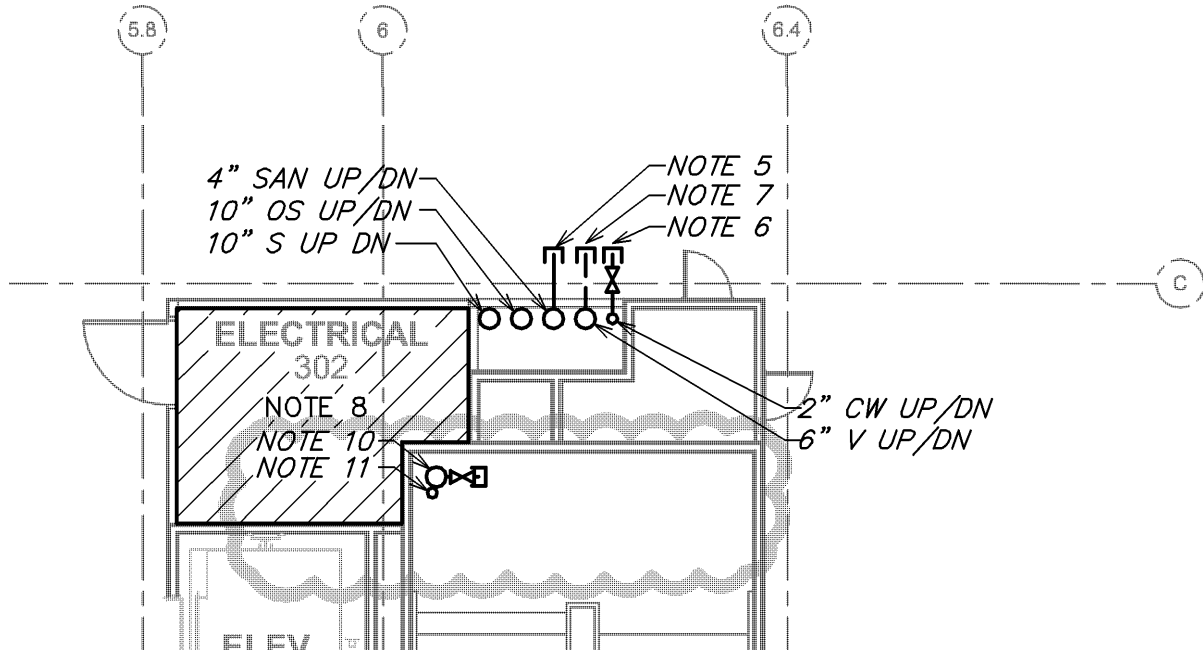 5.8
6
6.4
4” SAN UP/DN
10” OS UP/DN
10” S UP DN
NOTE 5
NOTE 7
NOTE 6
C
ELECTRICAL
302
NOTE 8
NOTE 10
NOTE 11
2” CW UP/DN
6” V UP/DN
ELEV